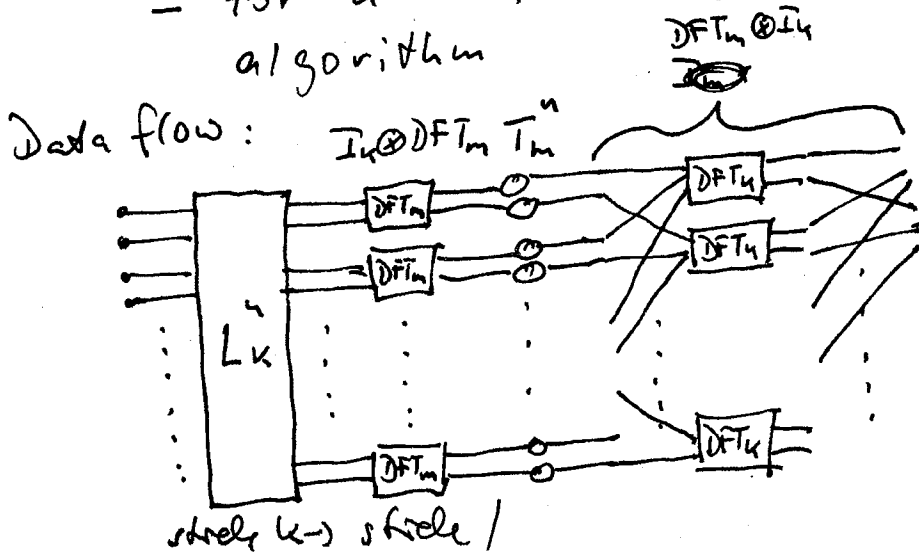 algorithm
DFTₘ ⊗ Iₖ
Data flow: Iₖ ⊗ DFTₘ Tₘⁿ
DFTₘ
DFTₖ
DFTₘ
DFTₖ
Lₖⁿ
DFTₘ
DFTₖ
stride k → stride 1